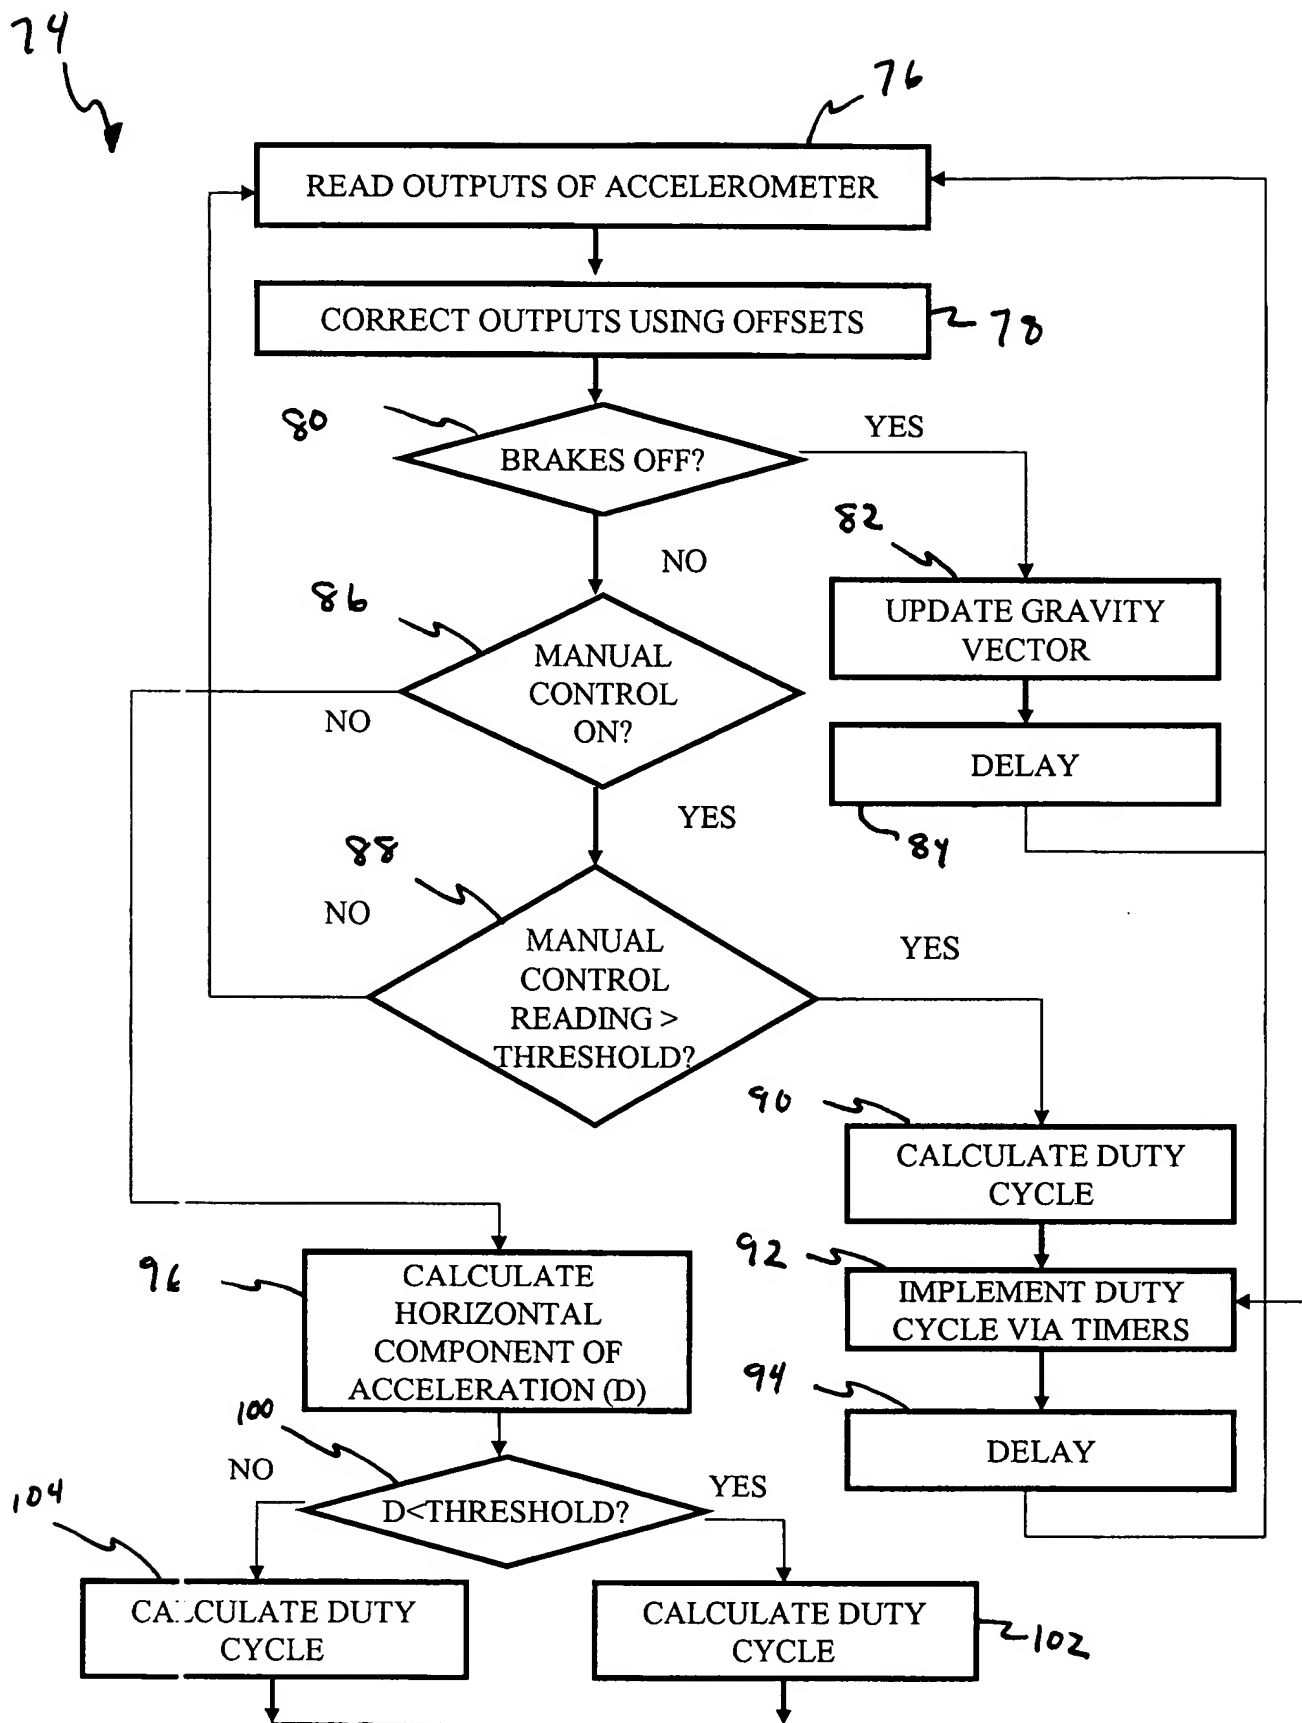 74
76
READ OUTPUTS OF ACCELEROMETER
CORRECT OUTPUTS USING OFFSETS
78
80
BRAKES OFF?
YES
NO
82
UPDATE GRAVITY
VECTOR
86
MANUAL
CONTROL
ON?
NO
DELAY
84
YES
88
NO
MANUAL
CONTROL
READING >
THRESHOLD?
YES
90
CALCULATE DUTY
CYCLE
92
IMPLEMENT DUTY
CYCLE VIA TIMERS
96
CALCULATE
HORIZONTAL
COMPONENT OF
ACCELERATION (D)
94
DELAY
100
NO
D<THRESHOLD?
YES
104
CALCULATE DUTY
CYCLE
CALCULATE DUTY
CYCLE
102